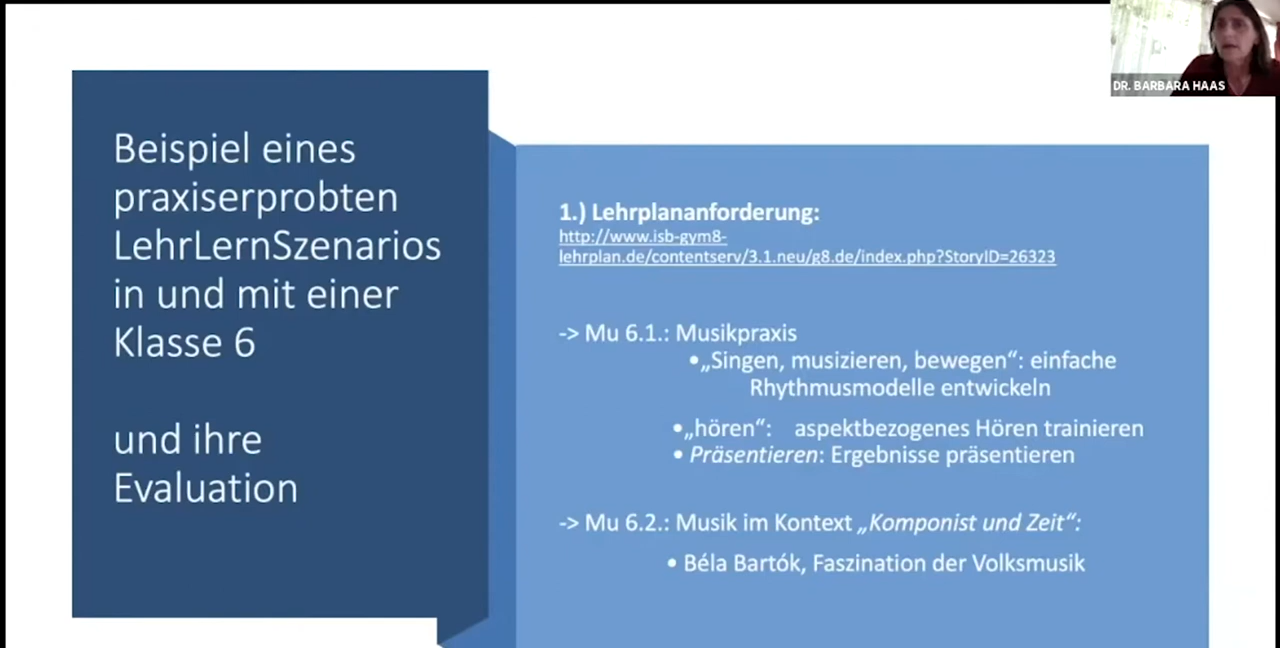 DR. BARBARA HAAS
Beispiel eines
praxiserprobten
LehrLernSzenarios
in und mit einer
Klasse 6
und ihre
Evaluation
1.) Lehrplananforderung:
http://www.isb-gym8-
lehrplan.de/contentserv/3.1.neu/g8.de/index.php?StoryID=26323
-> Mu 6.1.: Musikpraxis
•„Singen, musizieren, bewegen“: einfache
Rhythmusmodelle entwickeln
•„hören“: aspektbezogenes Hören trainieren
• Präsentieren: Ergebnisse präsentieren
-> Mu 6.2.: Musik im Kontext „Komponist und Zeit“:
• Béla Bartók, Faszination der Volksmusik